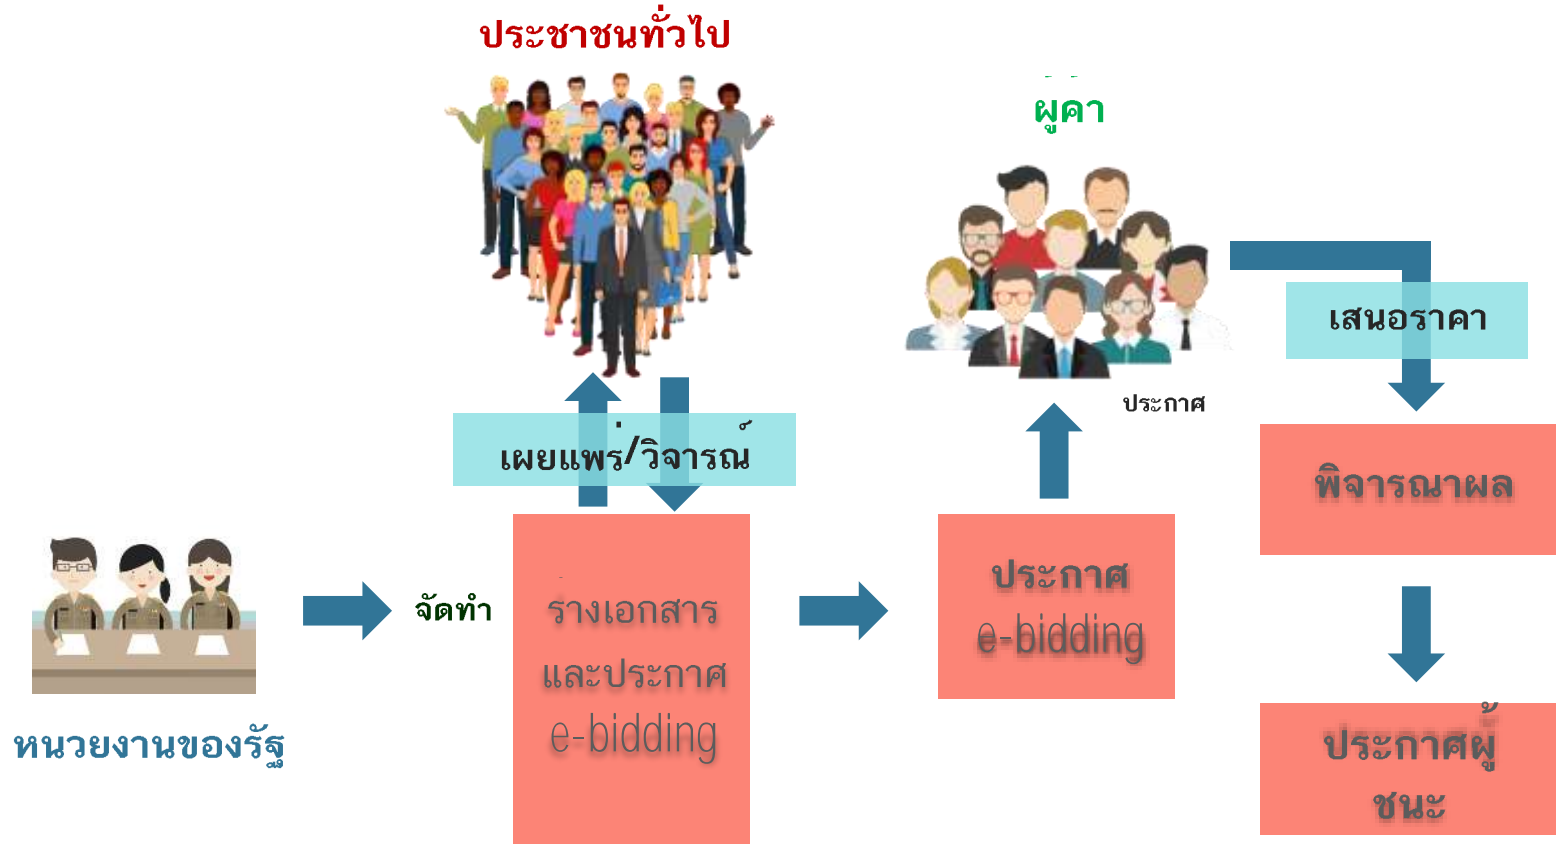 ประชาชนทั่วไป
ผูคา
เสนอราคา
ประกาศ
เผยแพร่/วิจารณ์
พิจารณาผล
จัดทำ
ร่างเอกสาร
และประกาศ
e-bidding
ประกาศ
e-bidding
หนวยงานของรัฐ
ประกาศผู้
ชนะ